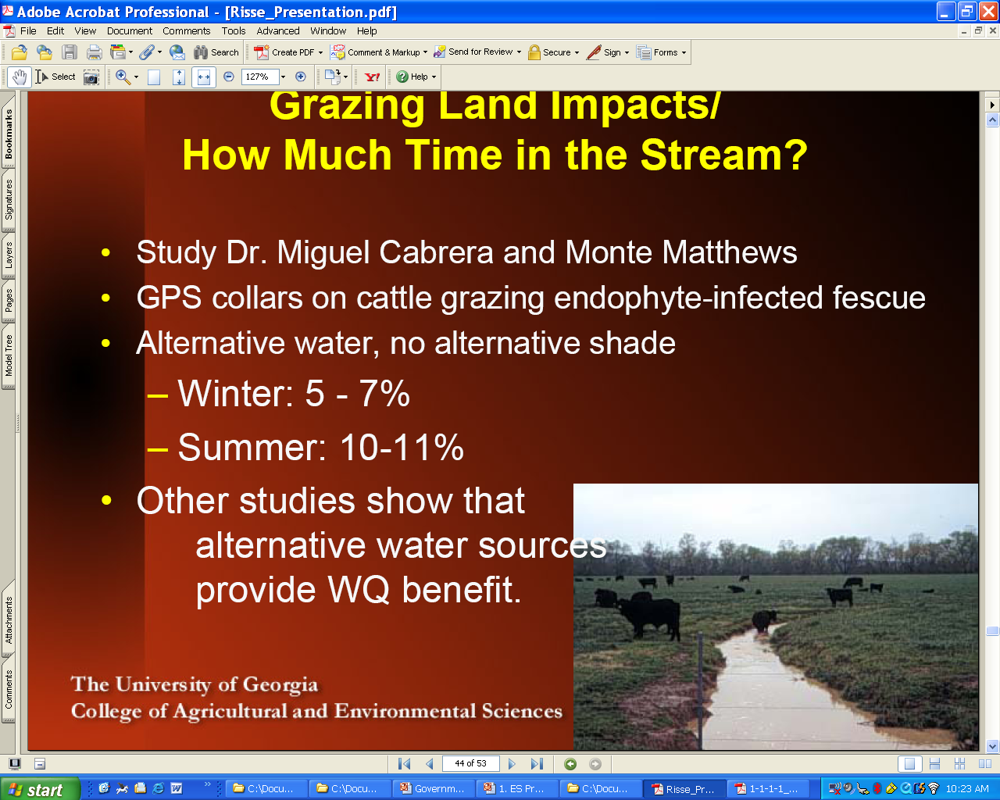 Adobe Acrobat Professional - [Risse_Presentation.pdf]
File Edit View Document Comments Tools Advanced Window Help
Search Create PDF Comment & Markup Send for Review Secure Sign Forms
Select 127% Y! Help
Bookmarks
Signatures
Layers
Pages
Model Tree
Attachments
Comments
Grazing Land Impacts/
How Much Time in the Stream?
• Study Dr. Miguel Cabrera and Monte Matthews
• GPS collars on cattle grazing endophyte-infected fescue
• Alternative water, no alternative shade
– Winter: 5 - 7%
– Summer: 10-11%
• Other studies show that
alternative water sources
provide WQ benefit.
The University of Georgia
College of Agricultural and Environmental Sciences
44 of 53
start C:\Docu... C:\Docu... Governm... 1. ES Pr... C:\Docu... Risse_Pr... 1-1-1-1_... 10:23 AM